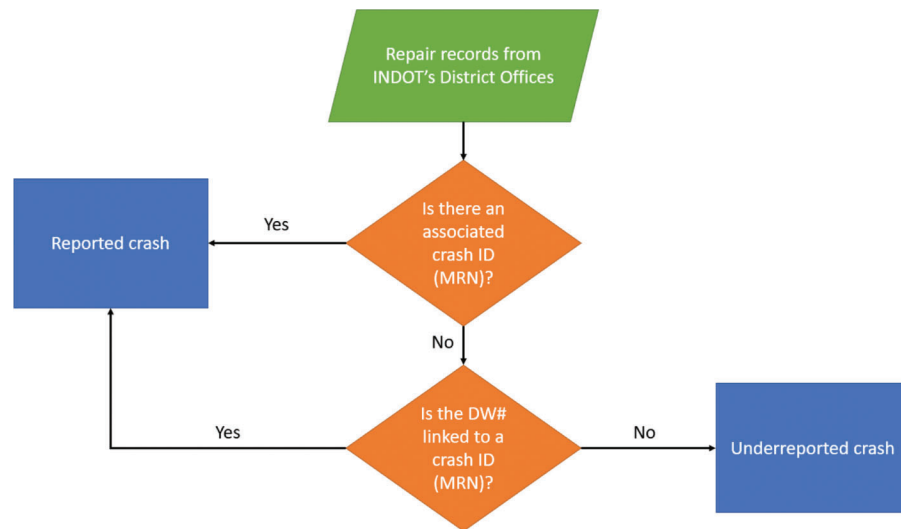 Repair records from
INDOT's District Offices
Is there an
associated
crash ID
(MRN)?
Yes
Reported crash
No
Is the DW#
linked to a
crash ID
(MRN)?
Yes
No
Underreported crash